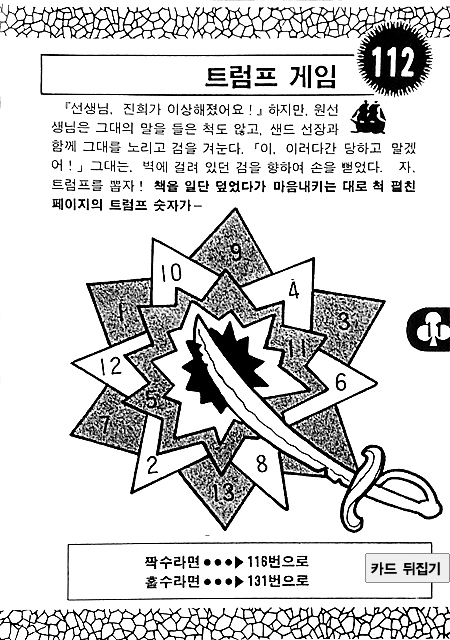 112
트럼프 게임
『선생님, 진희가 이상해졌어요!』하지만, 원선
생님은 그대의 말을 들은 척도 않고, 샌드 선장과
함께 그대를 노리고 검을 겨눈다. 「이, 이러다간 당하고 말겠
어!」그대는, 벽에 걸려 있던 검을 향하여 손을 뻗었다. 자,
트럼프를 뽑자! 책을 일단 덮었다가 마음내키는 대로 척 펼친
페이지의 트럼프 숫자가−
9
10
4
1
3
11
11
12
6
5
7
2
8
13
짝수라면●●●▶116번으로
홀수라면●●●▶131번으로
카드 뒤집기